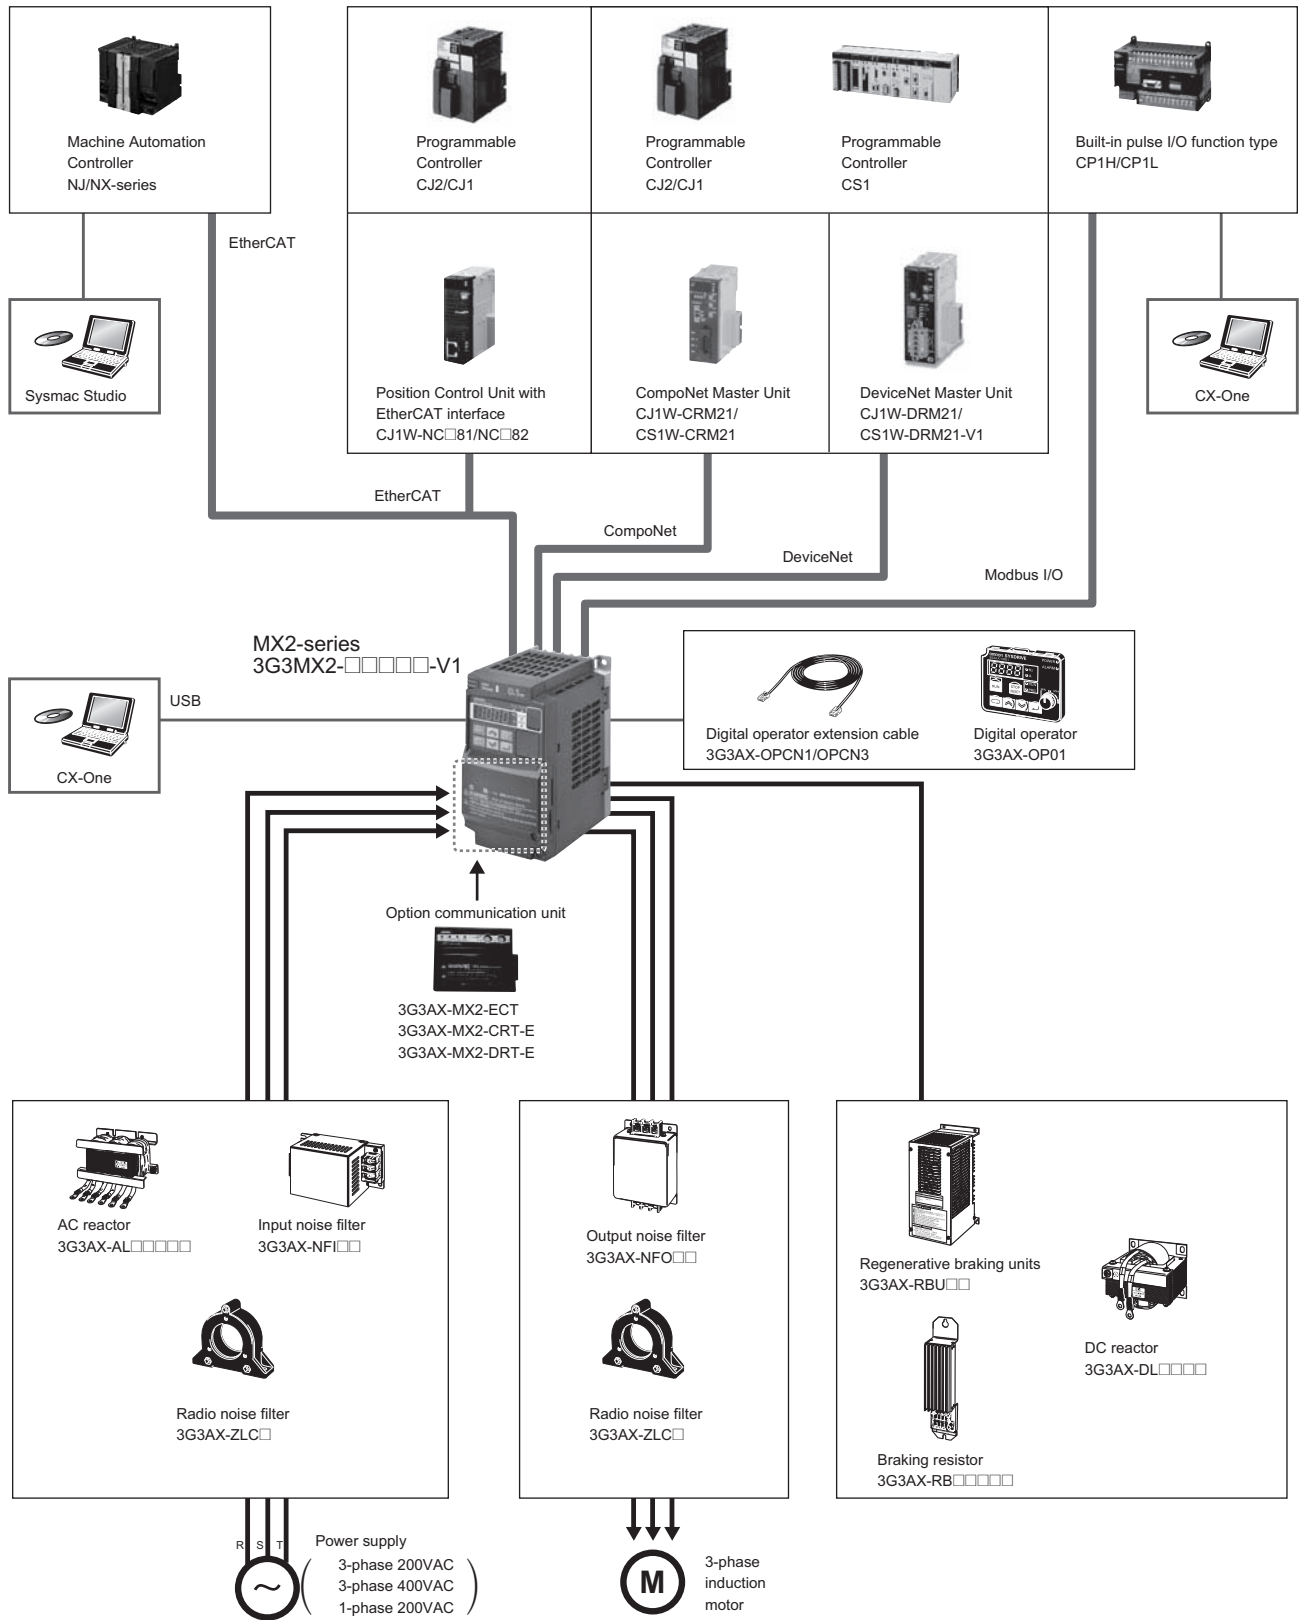 Machine Automation
Controller
NJ/NX-series
Programmable
Controller
CJ2/CJ1
Programmable
Controller
CJ2/CJ1
Programmable
Controller
CS1
Built-in pulse I/O function type
CP1H/CP1L
EtherCAT
Sysmac Studio
Position Control Unit with
EtherCAT interface
CJ1W-NC□81/NC□82
CompoNet Master Unit
CJ1W-CRM21/
CS1W-CRM21
DeviceNet Master Unit
CJ1W-DRM21/
CS1W-DRM21-V1
CX-One
EtherCAT
CompoNet
DeviceNet
Modbus I/O
MX2-series
3G3MX2-□□□□□-V1
USB
CX-One
Digital operator extension cable
3G3AX-OPCN1/OPCN3
Digital operator
3G3AX-OP01
Option communication unit
3G3AX-MX2-ECT
3G3AX-MX2-CRT-E
3G3AX-MX2-DRT-E
AC reactor
3G3AX-AL□□□□□
Input noise filter
3G3AX-NFI□□
Radio noise filter
3G3AX-ZLC□
Output noise filter
3G3AX-NFO□□
Radio noise filter
3G3AX-ZLC□
Regenerative braking units
3G3AX-RBU□□
DC reactor
3G3AX-DL□□□□
Braking resistor
3G3AX-RB□□□□□
R S T
Power supply
3-phase 200VAC
3-phase 400VAC
1-phase 200VAC
M
3-phase
induction
motor